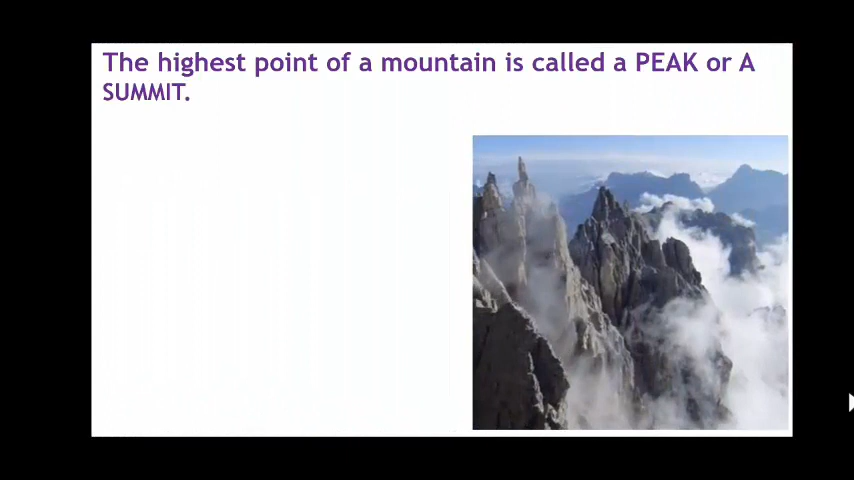 The highest point of a mountain is called a PEAK or A
SUMMIT.